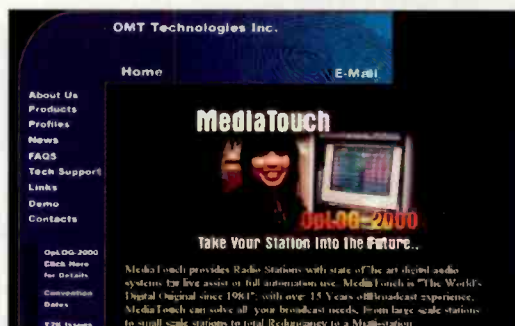 OMT Technologies Inc.
Home
E-Mail
About Us
Products
Profiles
News
FAQS
Tech Support
Links
Demo
Contacts
OpLOG-2000
Click Here
for Details
Convention
Dates
Y2K Issues
MediaTouch
OpLOG-2000
Take Your Station Into the Future..
MediaTouch provides Radio Stations with state of the art digital audio
systems for live assist or full automation use. MediaTouch is "The World's
Digital Original since 1981", with over 15 Years of Broadcast experience.
MediaTouch can solve all your broadcast needs. From large scale stations
to small scale stations to total Redundancy to a Multi-station